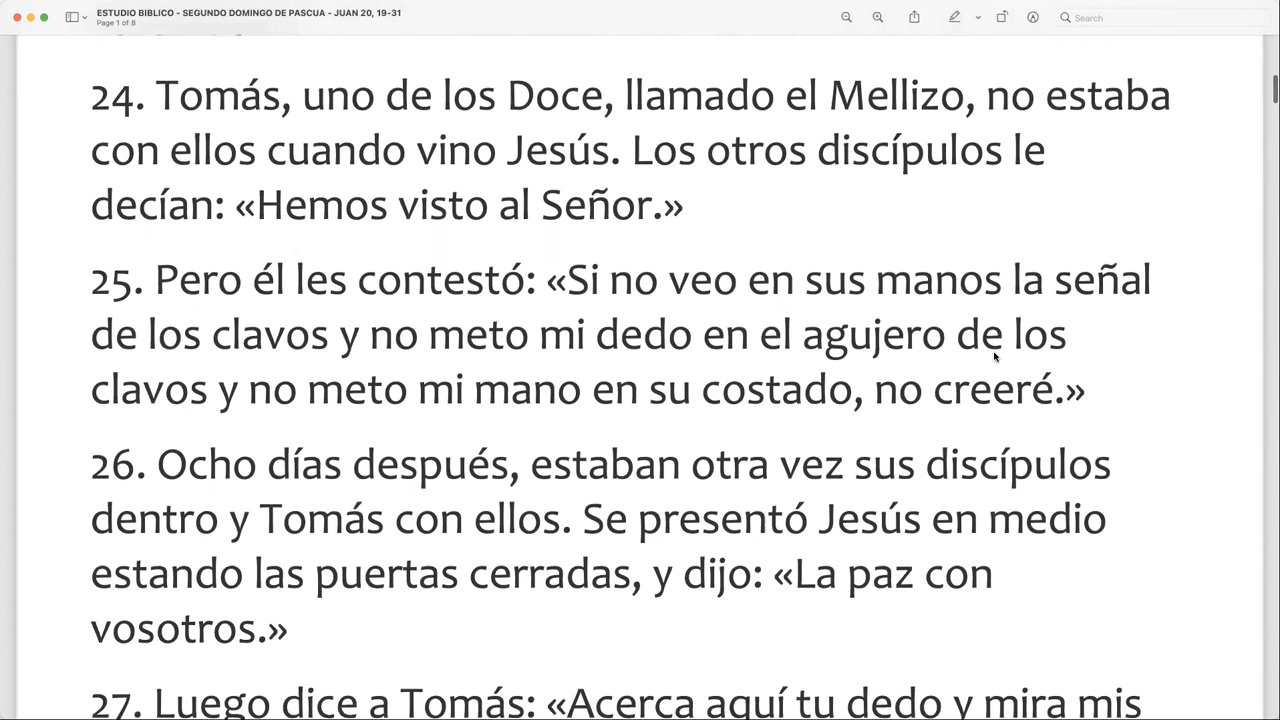 ESTUDIO BIBLICO - SEGUNDO DOMINGO DE PASCUA - JUAN 20, 19-31
Page 1 of 8
Search
24. Tomás, uno de los Doce, llamado el Mellizo, no estaba
con ellos cuando vino Jesús. Los otros discípulos le
decían: «Hemos visto al Señor.»
25. Pero él les contestó: «Si no veo en sus manos la señal
de los clavos y no meto mi dedo en el agujero de los
clavos y no meto mi mano en su costado, no creeré.»
26. Ocho días después, estaban otra vez sus discípulos
dentro y Tomás con ellos. Se presentó Jesús en medio
estando las puertas cerradas, y dijo: «La paz con
vosotros.»
27. Luego dice a Tomás: «Acerca aquí tu dedo y mira mis